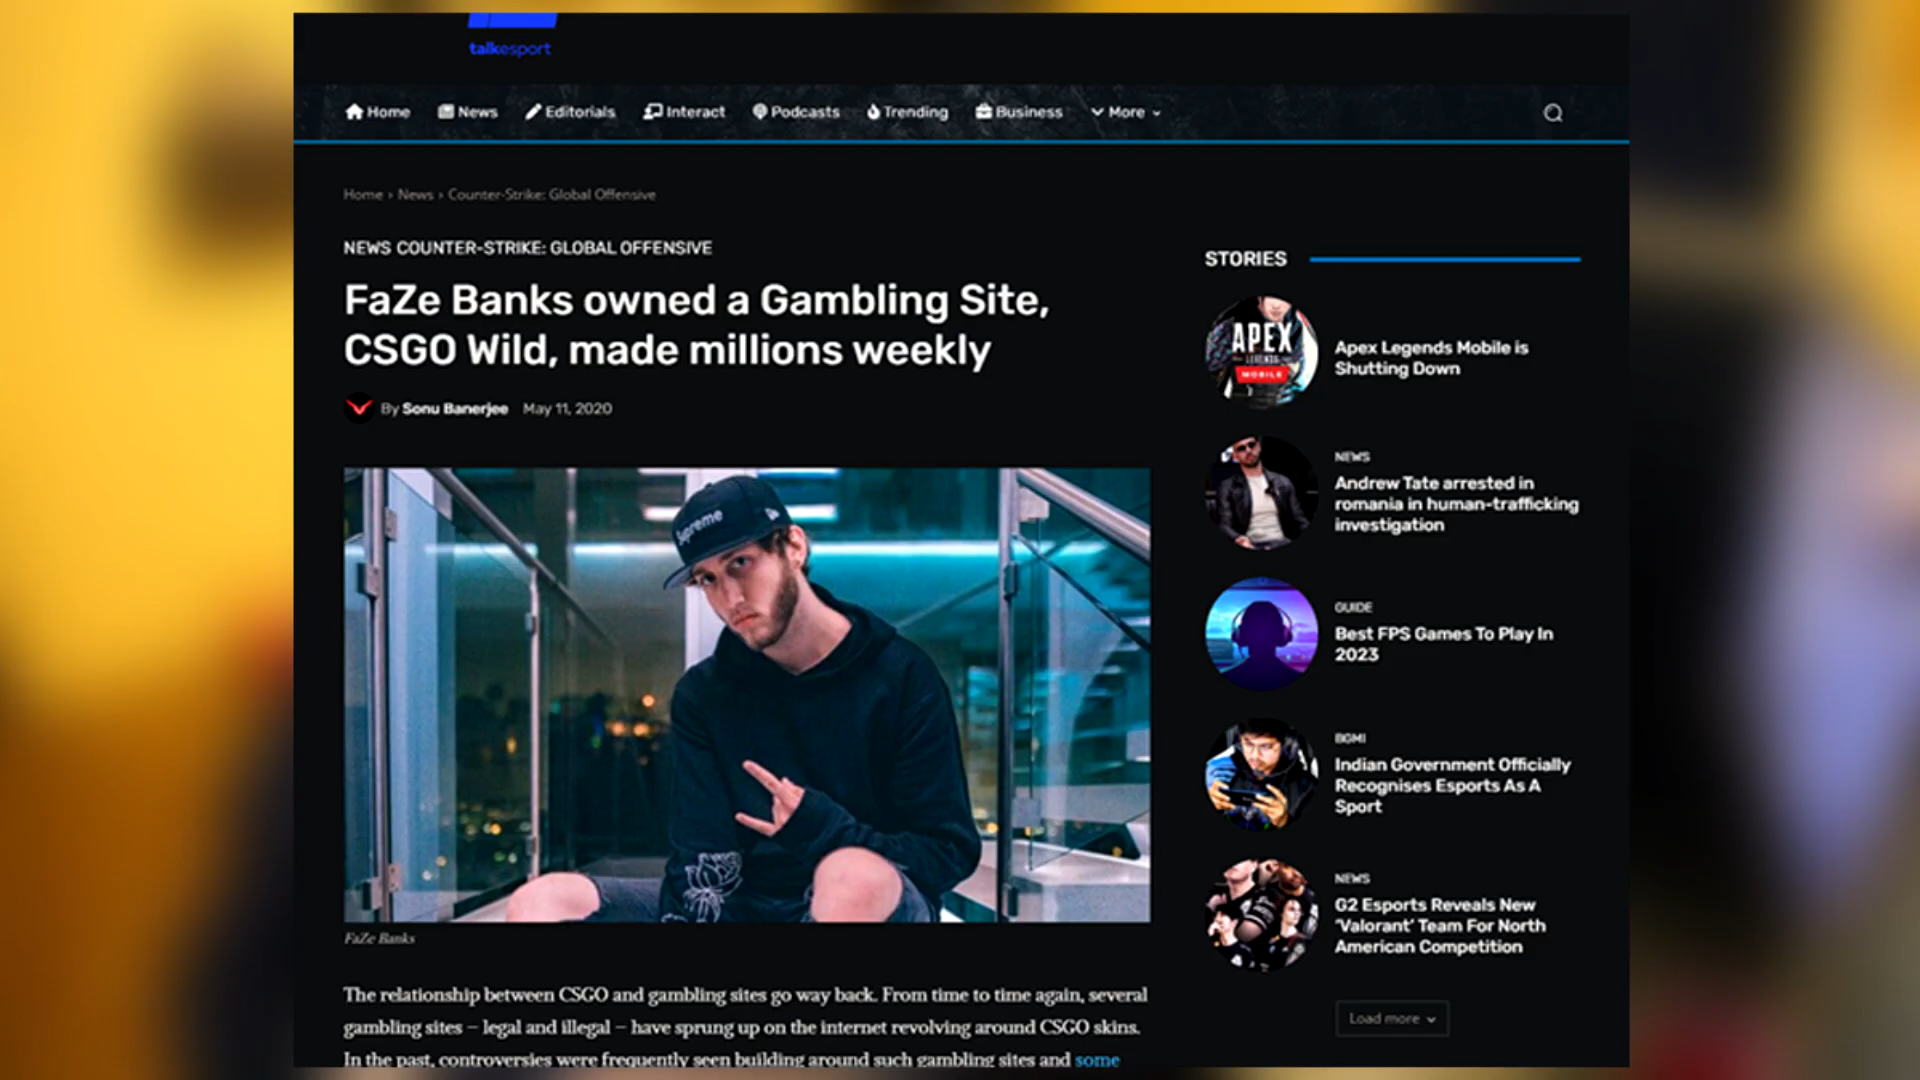 talkesport
Home
News
Editorials
Interact
Podcasts
Trending
Business
More
Home › News › Counter-Strike: Global Offensive
NEWS COUNTER-STRIKE: GLOBAL OFFENSIVE
FaZe Banks owned a Gambling Site,
CSGO Wild, made millions weekly
By Sonu Banerjee May 11, 2020
Supreme
FaZe Banks
The relationship between CSGO and gambling sites go way back. From time to time again, several
gambling sites – legal and illegal – have sprung up on the internet revolving around CSGO skins.
In the past, controversies were frequently seen building around such gambling sites and some
STORIES
APEX
LEGENDS
MOBILE
Apex Legends Mobile is
Shutting Down
NEWS
Andrew Tate arrested in
romania in human-trafficking
investigation
GUIDE
Best FPS Games To Play In
2023
BGMI
Indian Government Officially
Recognises Esports As A
Sport
NEWS
G2 Esports Reveals New
‘Valorant’ Team For North
American Competition
Load more